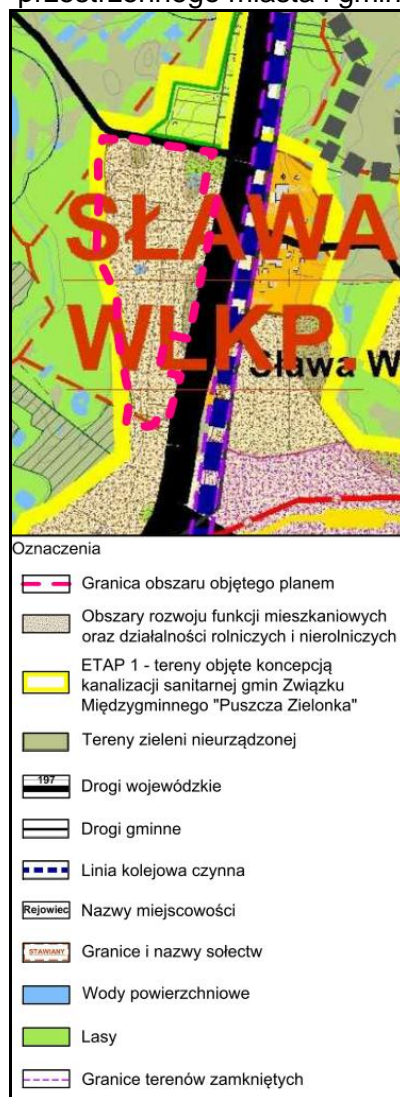 przestrzennego miasta i gmin
SŁAWA
WLKP.
Sława W
Oznaczenia
Granica obszaru objętego planem
Obszary rozwoju funkcji mieszkaniowych
oraz działalności rolniczych i nierolniczych
ETAP 1 - tereny objęte koncepcją
kanalizacji sanitarnej gmin Związku
Międzygminnego "Puszcza Zielonka"
Tereny zieleni nieurządzonej
197
Drogi wojewódzkie
Drogi gminne
Linia kolejowa czynna
Rejowiec
Nazwy miejscowości
STAWIANY
Granice i nazwy sołectw
Wody powierzchniowe
Lasy
Granice terenów zamkniętych